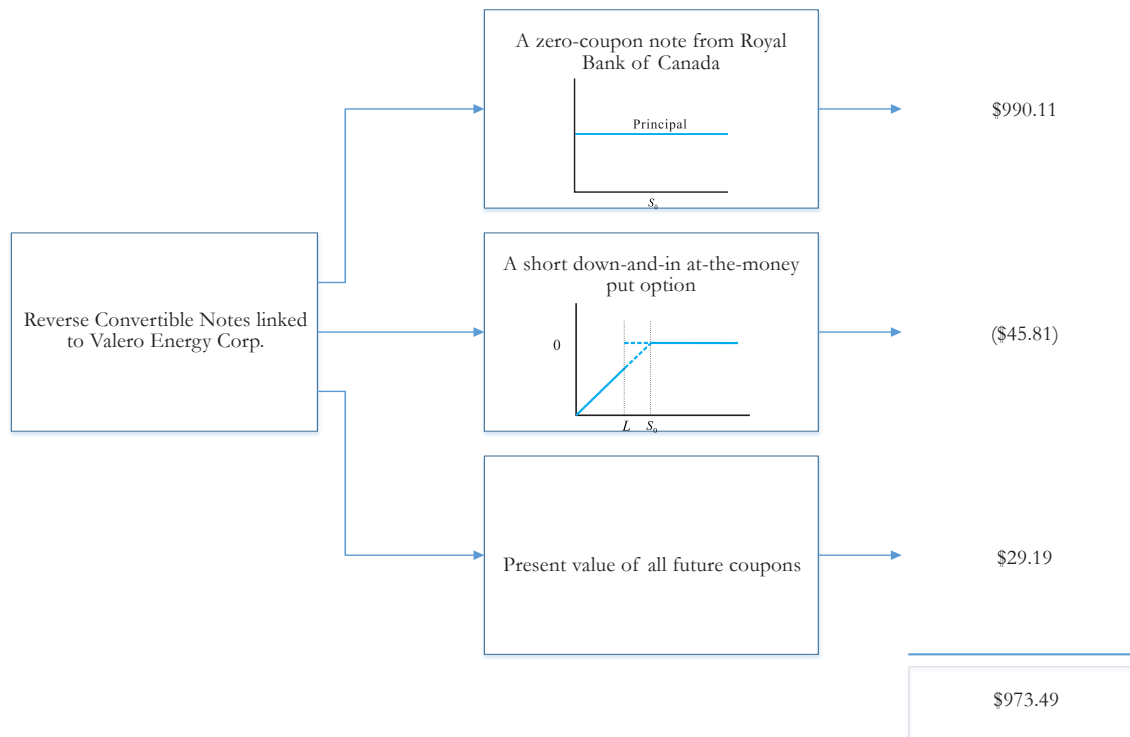 A zero-coupon note from Royal
Bank of Canada
Principal
S₀
$990.11
Reverse Convertible Notes linked
to Valero Energy Corp.
A short down-and-in at-the-money
put option
0
L S₀
($45.81)
Present value of all future coupons
$29.19
$973.49